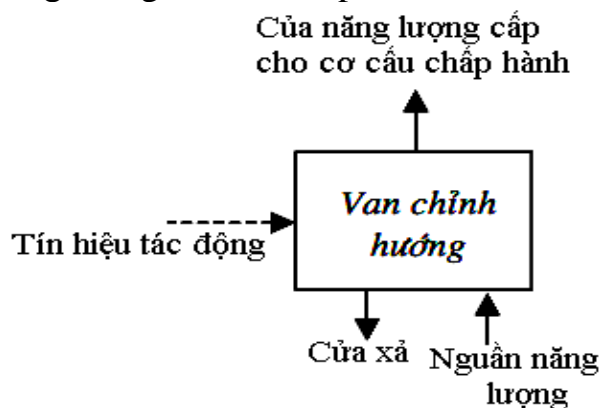 Của năng lượng cấp
cho cơ cấu chấp hành
Van chỉnh
hướng
Tín hiệu tác động
Cửa xả
Nguần năng
lượng